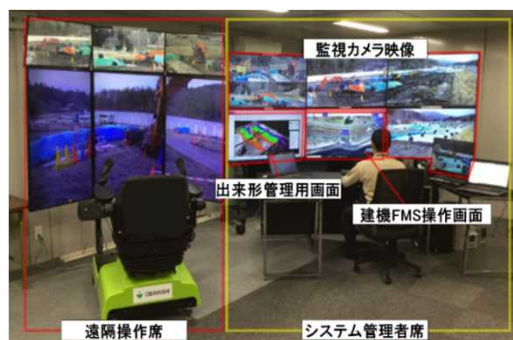 監視カメラ映像
出来形管理用画面
建機FMS操作画面
OBAYASHI
遠隔操作席
システム管理者席